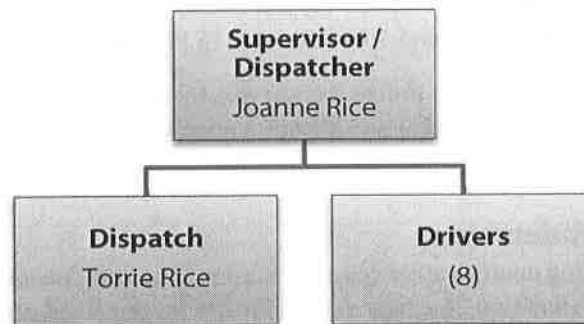 Supervisor /
Dispatcher
Joanne Rice
Dispatch
Torrie Rice
Drivers
(8)